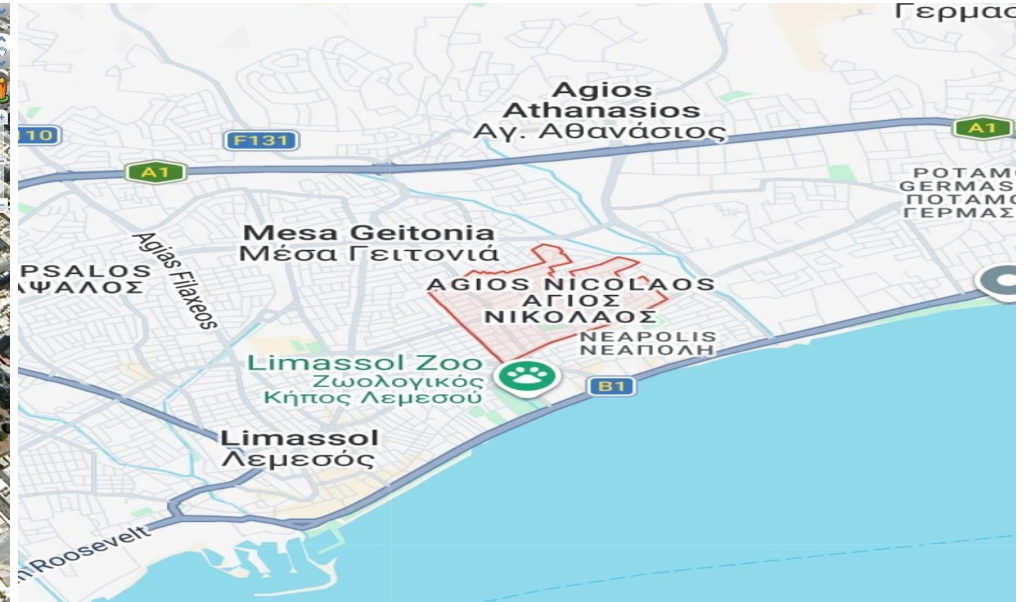 Γερμασ
Agios
Athanasios
Αγ. Αθανάσιος
10
F131
A1
A1
POTAM
GERMAS
ΠΟΤΑΜΟ
ΓΕΡΜΑΣ
Mesa Geitonia
Μέσα Γειτονιά
Agias Filaxeos
PSALOS
ΑΨΑΛΟΣ
AGIOS NICOLAOS
ΑΓΙΟΣ
ΝΙΚΟΛΑΟΣ
NEAPOLIS
ΝΕΑΠΟΛΗ
Limassol Zoo
Ζωολογικός
Κήπος Λεμεσού
B1
Limassol
Λεμεσός
n Roosevelt